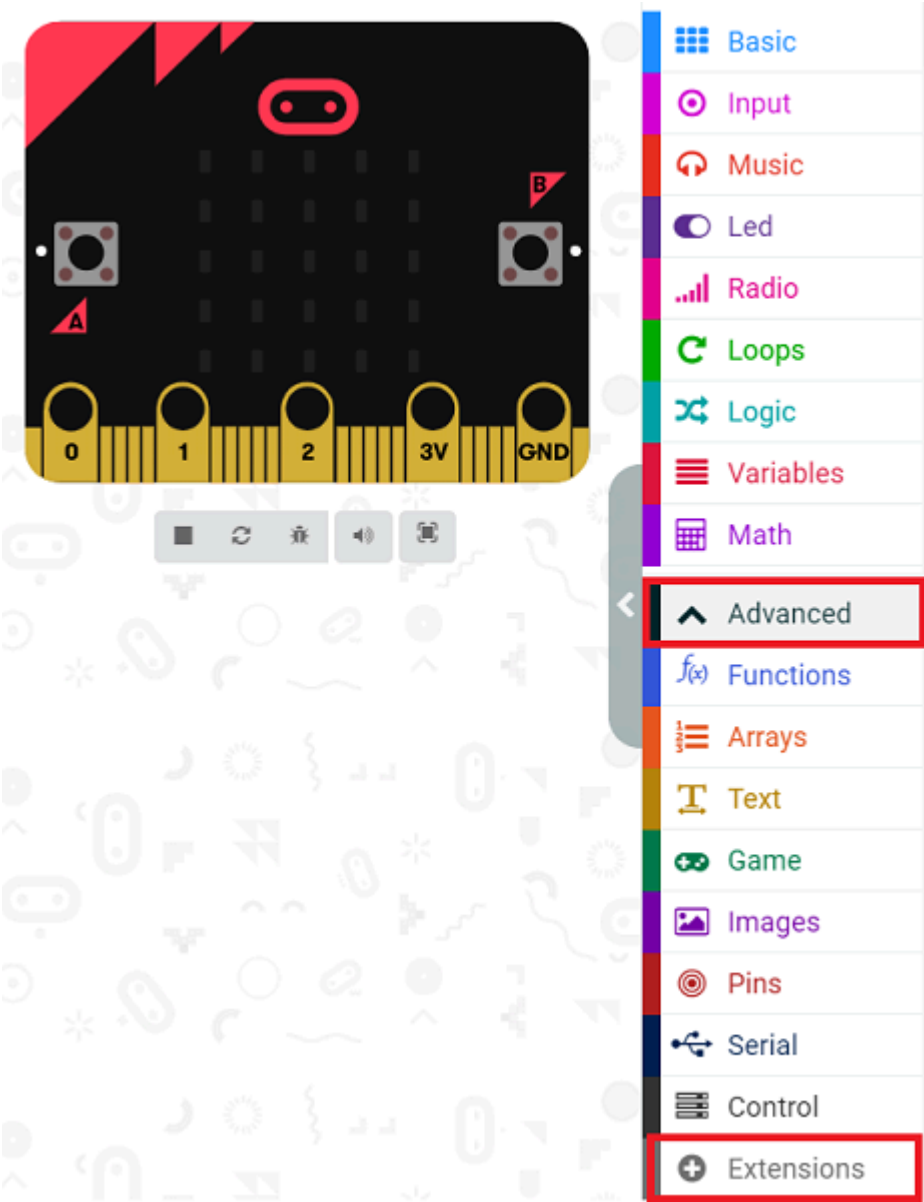 B
A
0
1
2
3V
GND
Basic
Input
Music
Led
Radio
Loops
Logic
Variables
Math
Advanced
f(x) Functions
Arrays
T Text
Game
Images
Pins
Serial
Control
Extensions